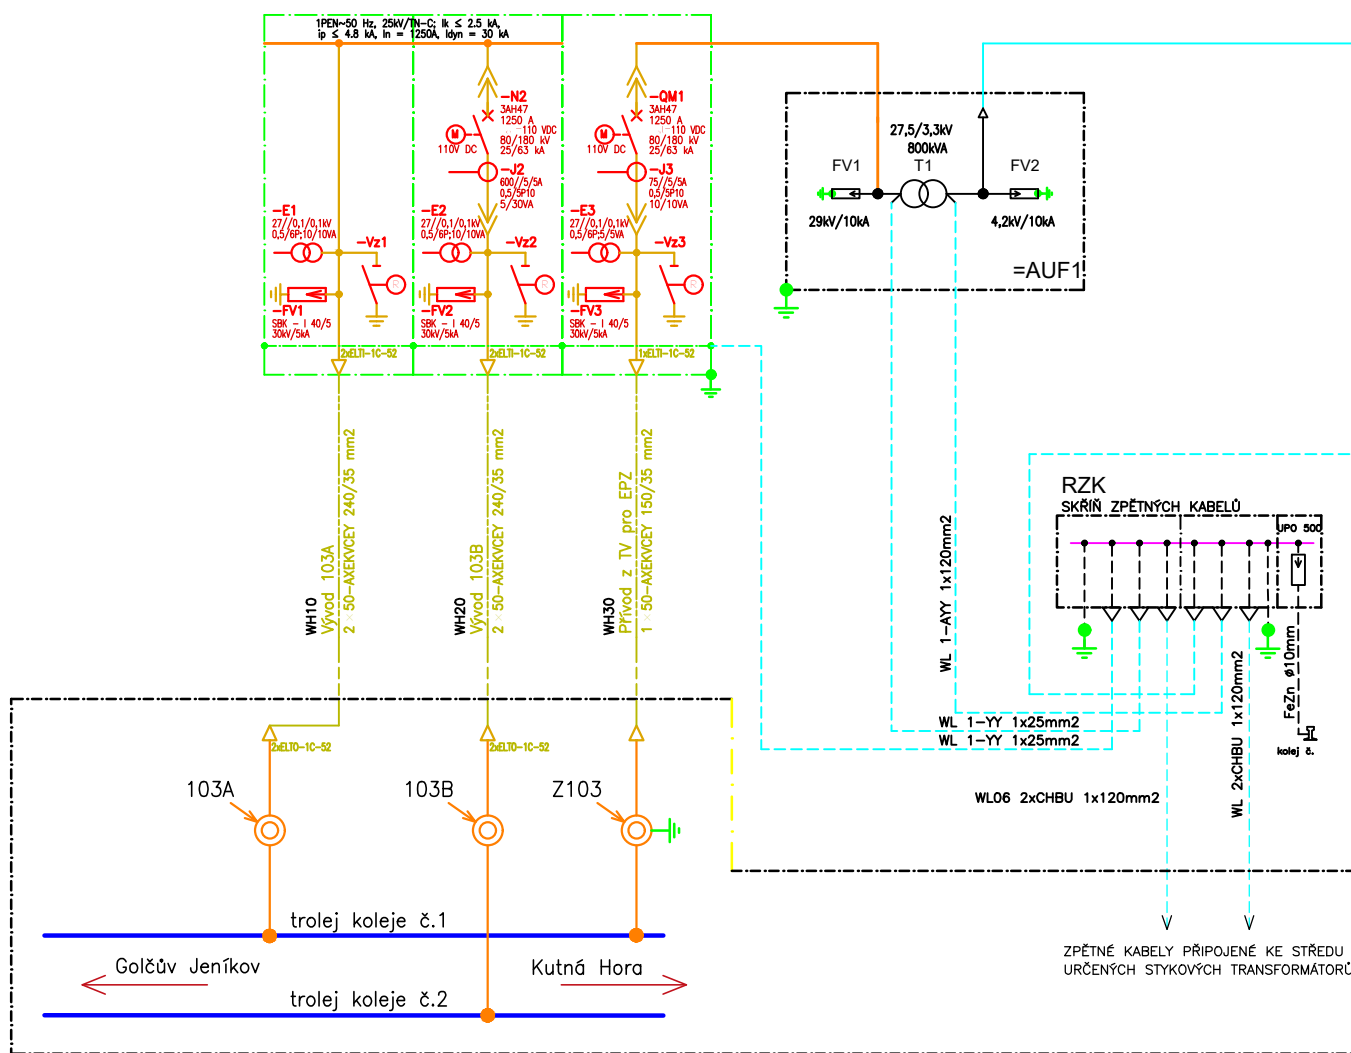 1PEN~50 Hz, 25kV/TN-C; Ik ≤ 2.5 kA,
ip ≤ 4.8 kA, In = 1250A, Idyn = 30 kA
-N2
3AH47
1250 A
-110 VDC
80/180 kV
25/63 kA
M
110V DC
-J2
600//5/5A
0,5/5P10
5/30VA
-QM1
3AH47
1250 A
-110 VDC
80/180 kV
25/63 kA
M
110V DC
-J3
75//5/5A
0,5/5P10
10/10VA
-E1
27//0,1/0,1kV
0,5/6P;10/10VA
-Vz1
R
-FV1
SBK - I 40/5
30kV/5kA
-E2
27//0,1/0,1kV
0,5/6P;10/10VA
-Vz2
R
-FV2
SBK - I 40/5
30kV/5kA
-E3
27//0,1/0,1kV
0,5/6P;5/5VA
-Vz3
R
-FV3
SBK - I 40/5
30kV/5kA
2xELTI-1C-52
2xELTI-1C-52
1xELTI-1C-52
27,5/3,3kV
800kVA
FV1
T1
FV2
29kV/10kA
4,2kV/10kA
=AUF1
WH10
Vývod 103A
2 x 50-AXEKVCEY 240/35 mm2
WH20
Vývod 103B
2 x 50-AXEKVCEY 240/35 mm2
WH30
Přívod z TV pro EPZ
1 x 50-AXEKVCEY 150/35 mm2
RZK
SKŘÍŇ ZPĚTNÝCH KABELŮ
UPO 500
WL 1-AYY 1x120mm2
WL 1-YY 1x25mm2
WL 1-YY 1x25mm2
WL06 2xCHBU 1x120mm2
WL 2xCHBU 1x120mm2
FeZn ø10mm
kolej č.
2xELTO-1C-52
2xELTO-1C-52
103A
103B
Z103
trolej koleje č.1
Golčův Jeníkov
Kutná Hora
trolej koleje č.2
ZPĚTNÉ KABELY PŘIPOJENÉ KE STŘEDU
URČENÝCH STYKOVÝCH TRANSFORMÁTORŮ